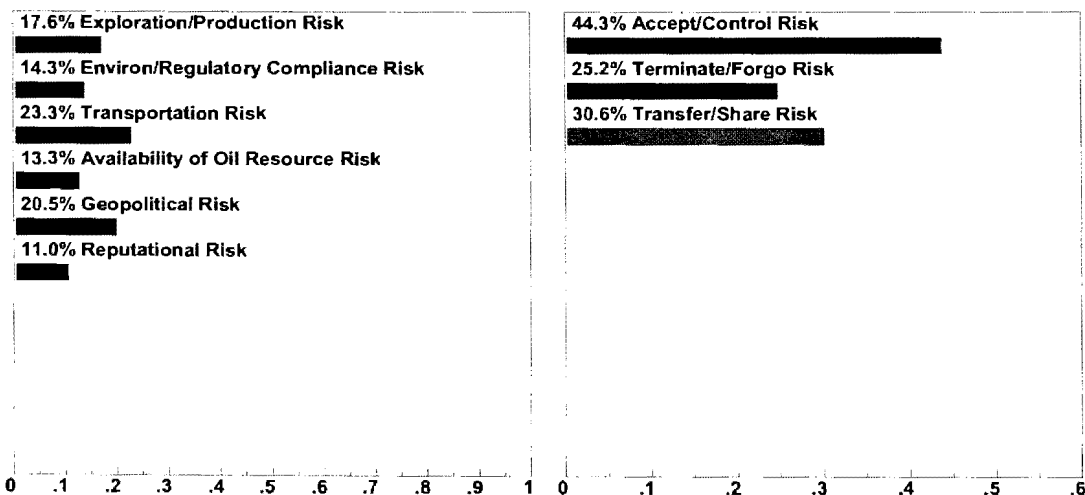 17.6% Exploration/Production Risk
14.3% Environ/Regulatory Compliance Risk
23.3% Transportation Risk
13.3% Availability of Oil Resource Risk
20.5% Geopolitical Risk
11.0% Reputational Risk
0 .1 .2 .3 .4 .5 .6 .7 .8 .9 1
44.3% Accept/Control Risk
25.2% Terminate/Forgo Risk
30.6% Transfer/Share Risk
0 .1 .2 .3 .4 .5 .6